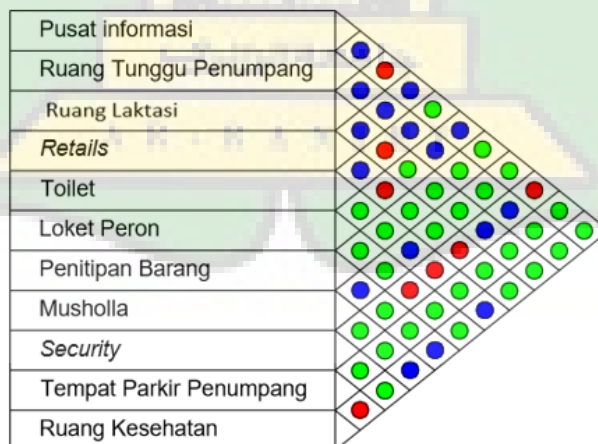 Pusat informasi
Ruang Tunggu Penumpang
Ruang Laktasi
Retails
Toilet
Loket Peron
Penitipan Barang
Musholla
Security
Tempat Parkir Penumpang
Ruang Kesehatan